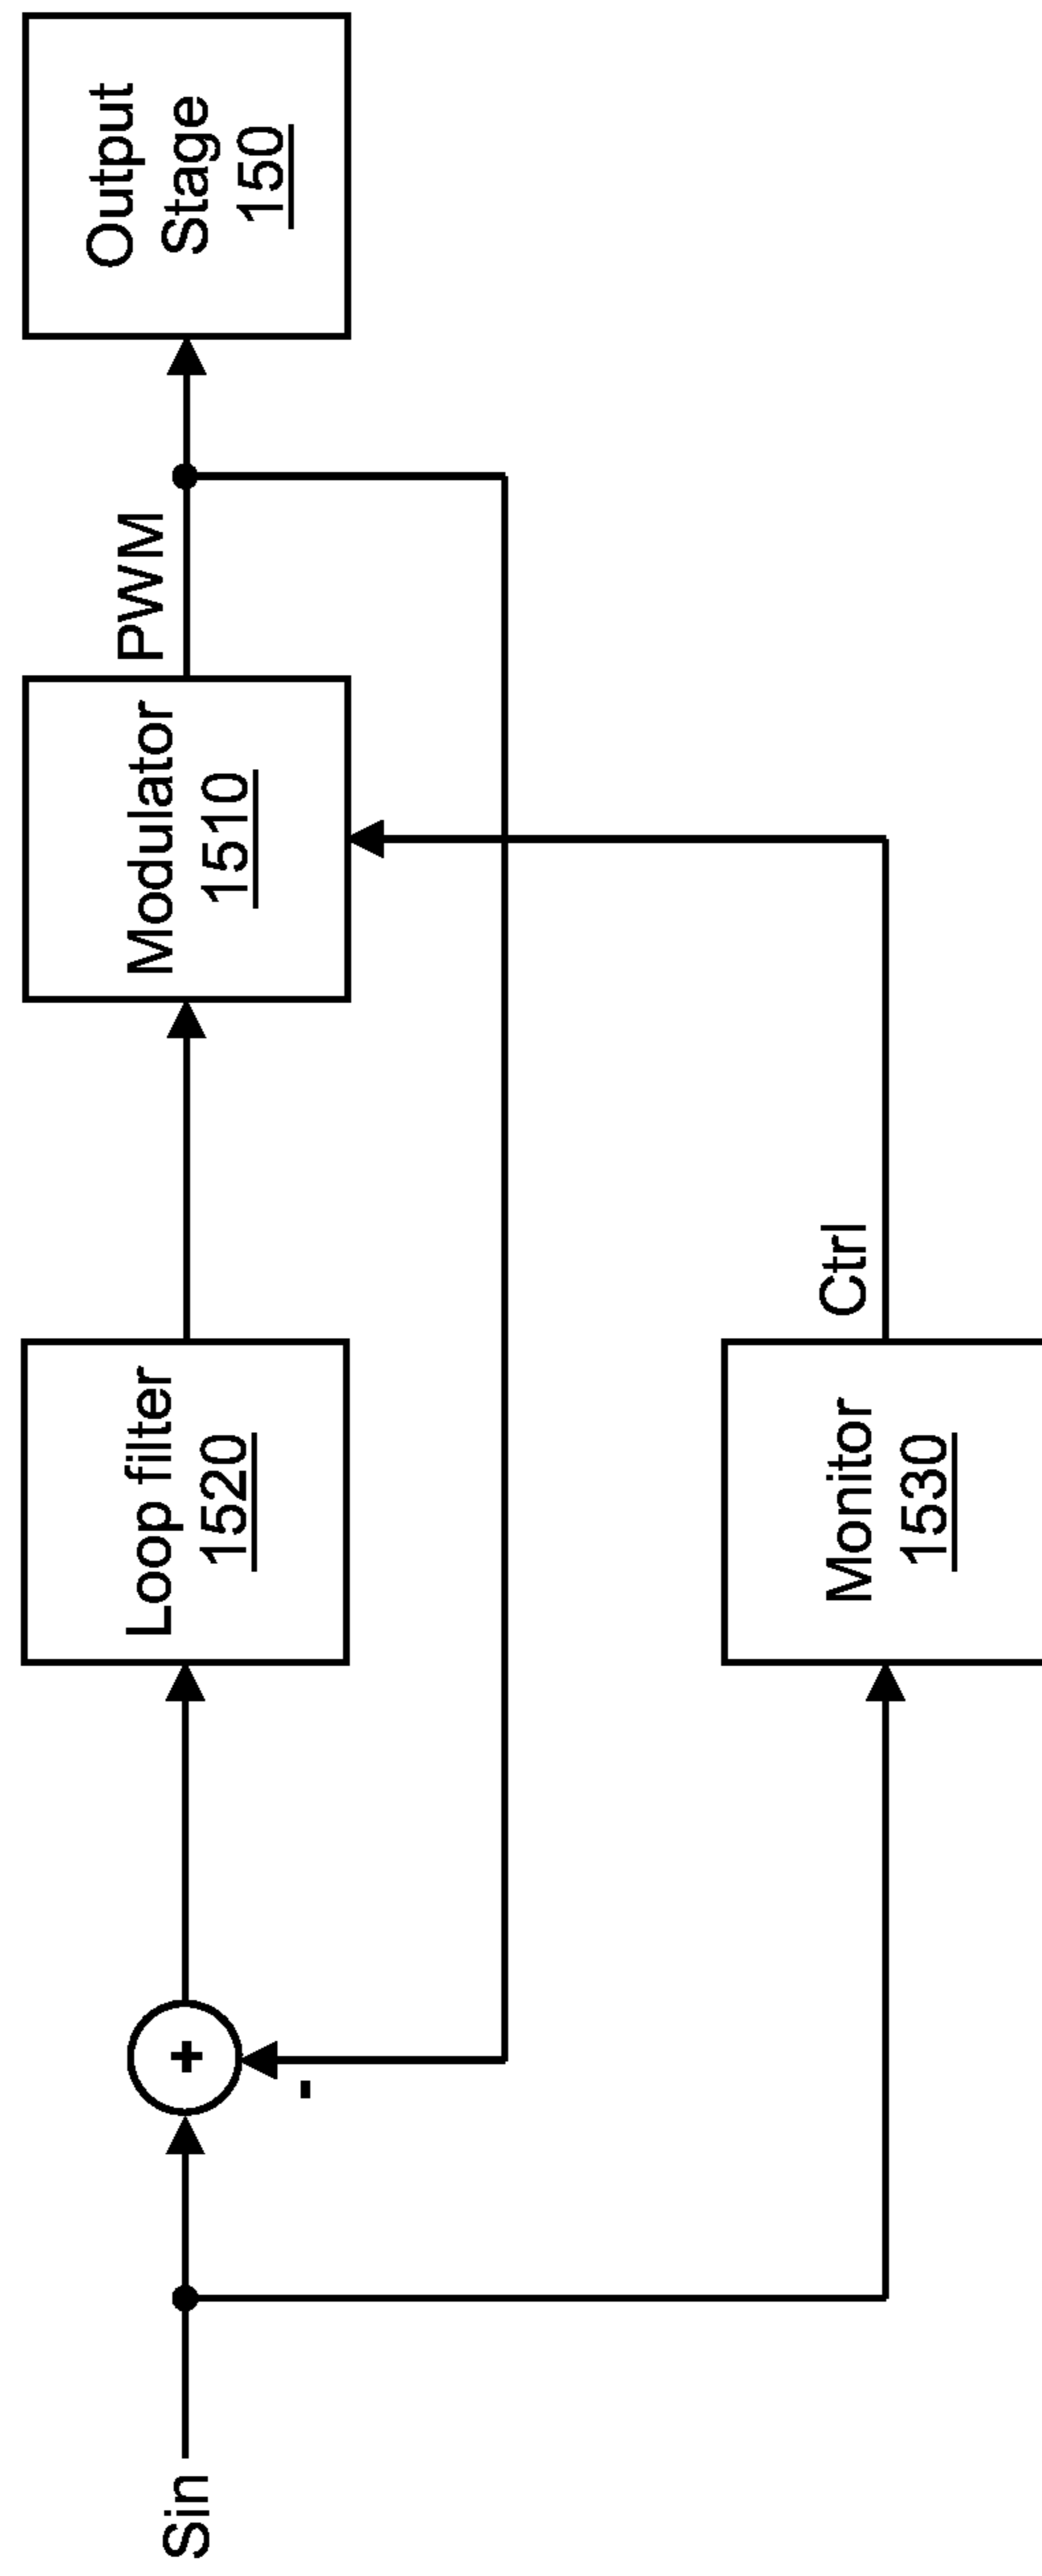 Sin
+
-
Loop filter
1520
Modulator
1510
PWM
Output
Stage
150
Monitor
1530
Ctrl